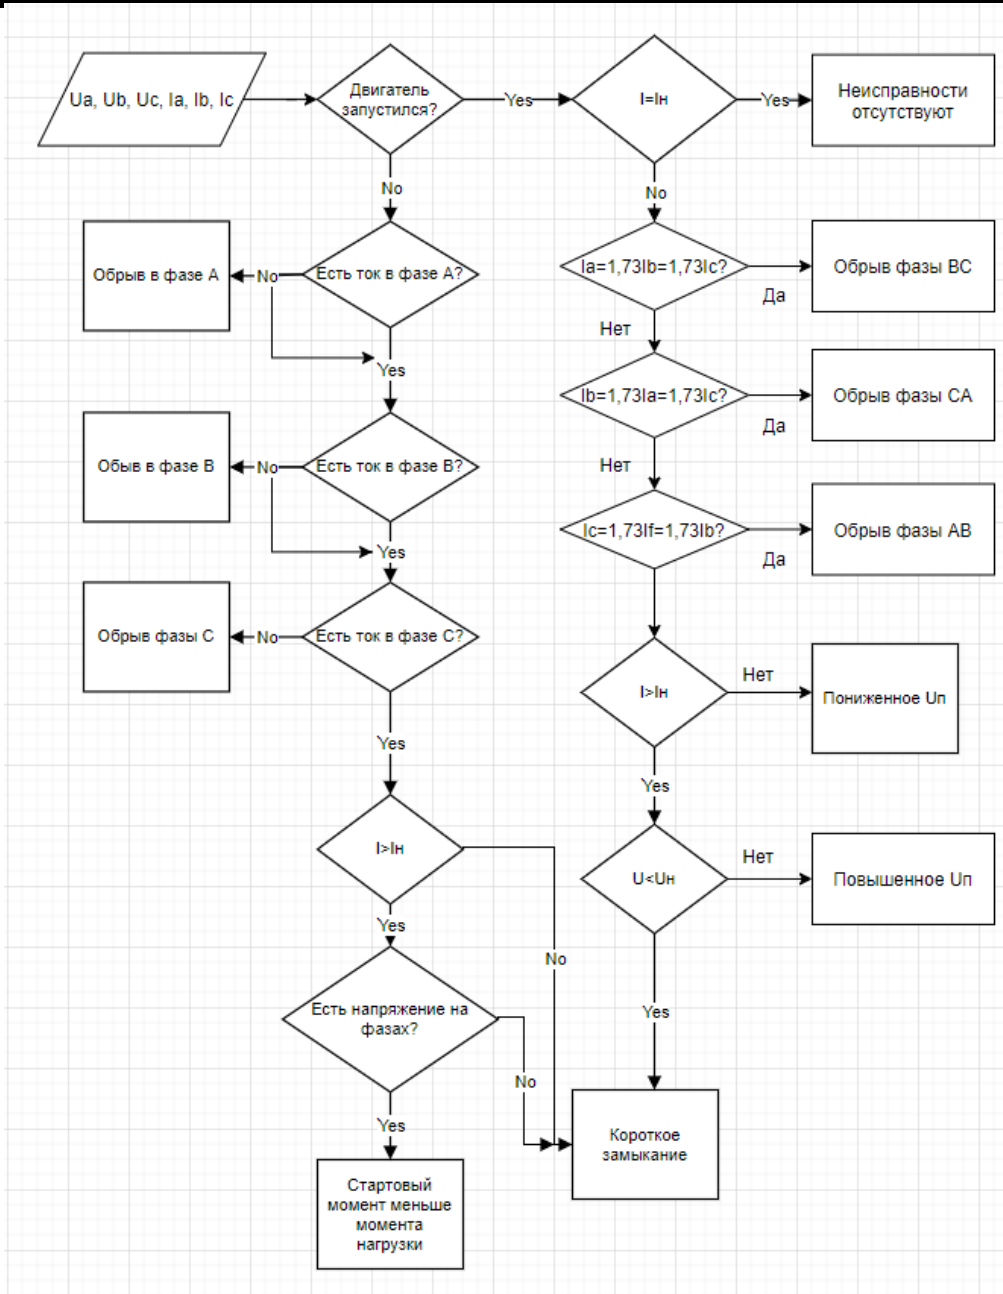 Ua, Ub, Uc, Ia, Ib, Ic
Двигатель
запустился?
Yes
I=Iн
Yes
Неисправности
отсутствуют
No
No
Обрыв в фазе А
No
Есть ток в фазе А?
Ia=1,73Ib=1,73Ic?
Да
Обрыв фазы ВС
Нет
Yes
Ib=1,73Ia=1,73Ic?
Да
Обрыв фазы СА
Нет
Обыв в фазе В
No
Есть ток в фазе В?
Ic=1,73If=1,73Ib?
Да
Обрыв фазы АВ
Yes
Обрыв фазы С
No
Есть ток в фазе С?
I>Iн
Нет
Пониженное Uп
Yes
Yes
I>Iн
No
U<Uн
Нет
Повышенное Uп
Yes
Есть напряжение на
фазах?
No
Yes
Yes
Короткое
замыкание
Стартовый
момент меньше
момента
нагрузки